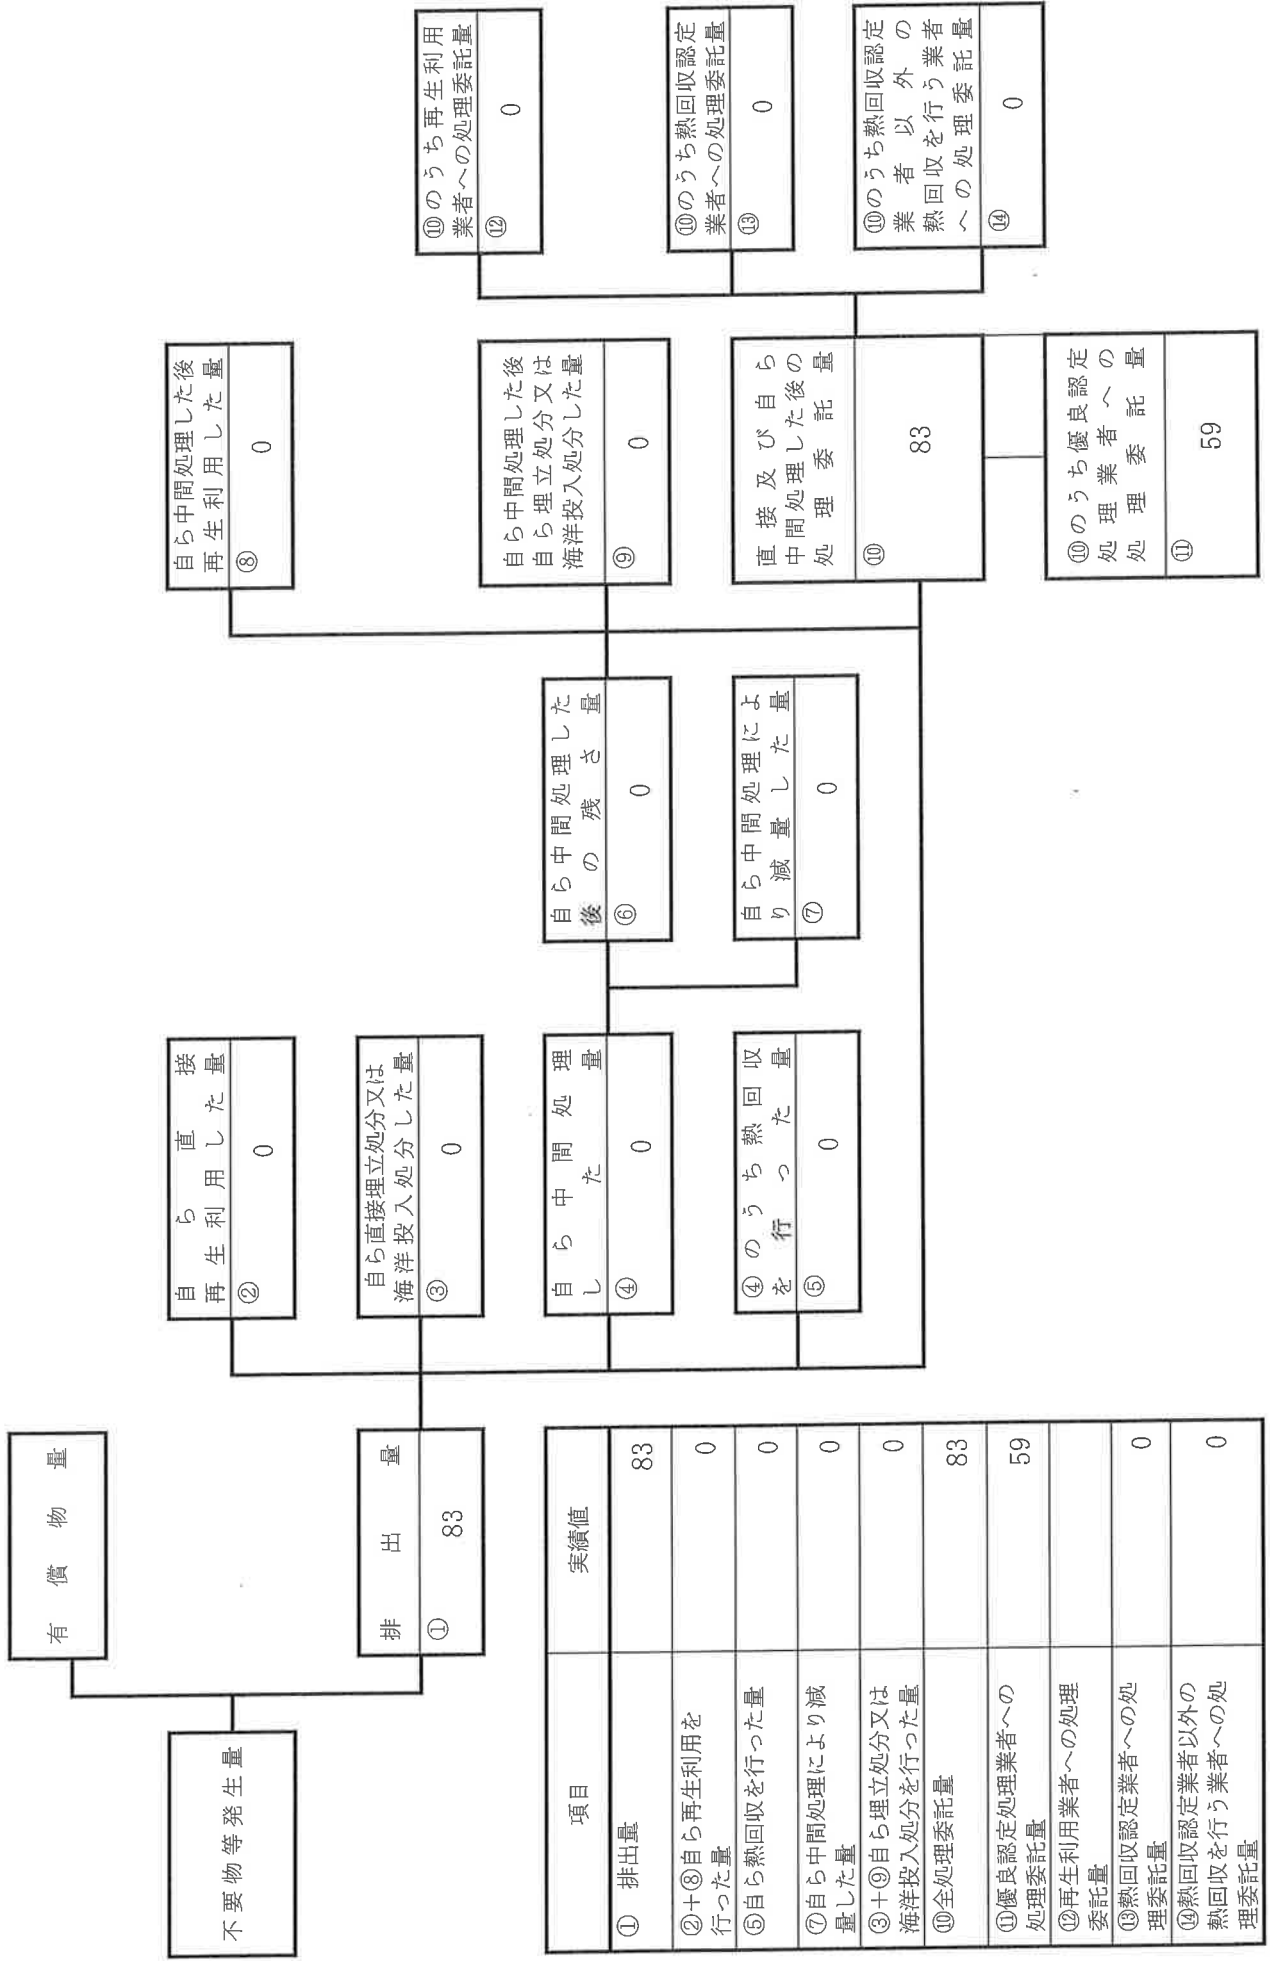 不要物等発生量
有償物量
排出量
① 83
自ら直接
再生利用した量
② 0
自ら直接埋立処分又は
海洋投入処分した量
③ 0
自ら中間処理
した量
④ 0
④のうち熱回収
を行った量
⑤ 0
自ら中間処理した
後の残さ量
⑥ 0
自ら中間処理によ
り減量した量
⑦ 0
自ら中間処理した後
再生利用した量
⑧ 0
自ら中間処理した後
自ら埋立処分又は
海洋投入処分した量
⑨ 0
直接及び自ら
中間処理した後の
処理委託量
⑩ 83
⑩のうち優良認定
処理業者への
処理委託量
⑪ 59
⑩のうち再生利用
業者への処理委託量
⑫ 0
⑩のうち熱回収認定
業者への処理委託量
⑬ 0
⑩のうち熱回収認定
業者以外の
熱回収を行う業者
への処理委託量
⑭ 0
項目 実績値
① 排出量 83
②+⑧自ら再生利用を
行った量 0
⑤自ら熱回収を行った量 0
⑦自ら中間処理により減
量した量 0
③+⑨自ら埋立処分又は
海洋投入処分を行った量 0
⑩全処理委託量 83
⑪優良認定処理業者への
処理委託量 59
⑫再生利用業者への処理
委託量
⑬熱回収認定業者への処
理委託量 0
⑭熱回収認定業者以外の
熱回収を行う業者への処
理委託量 0